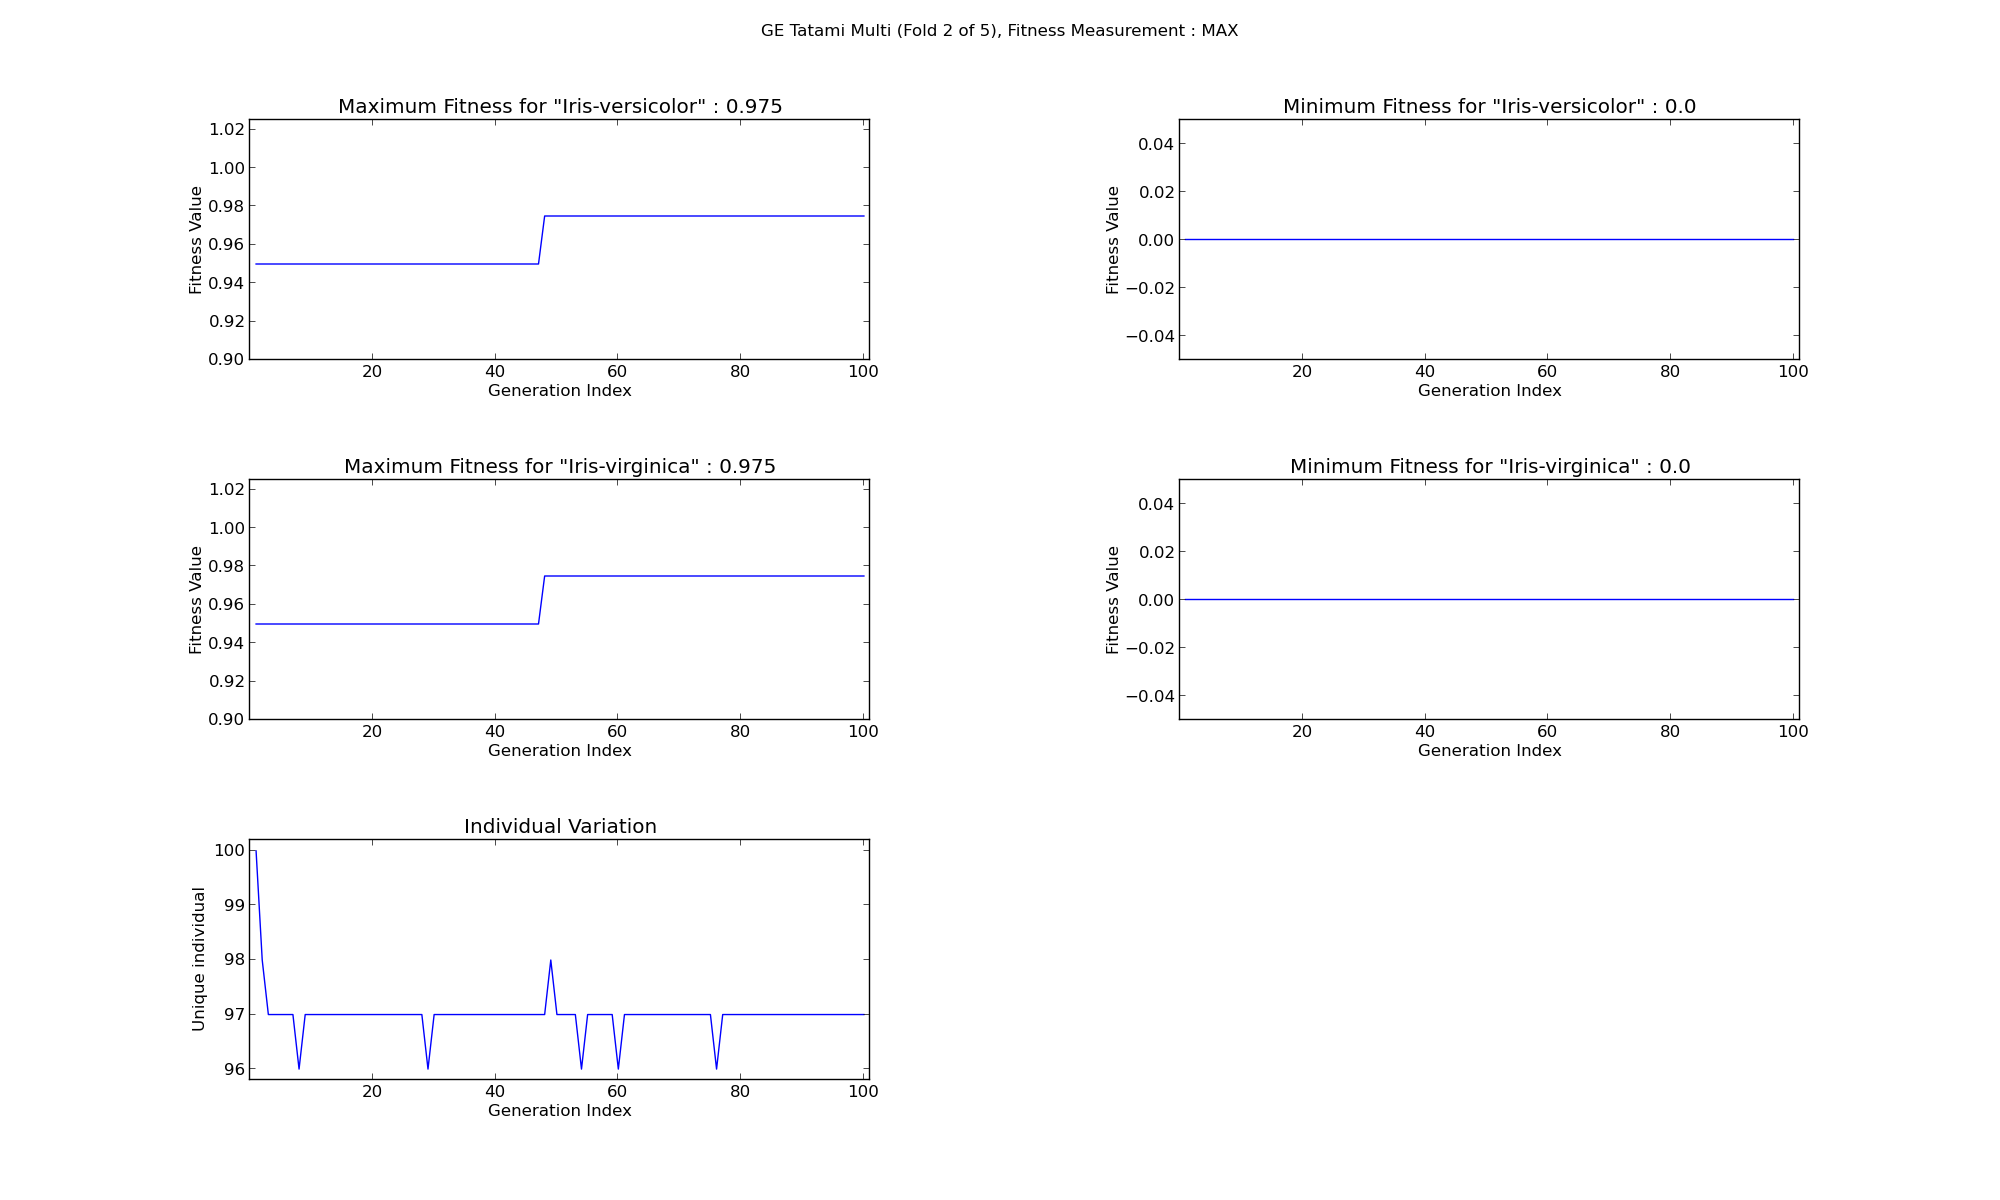 GE Tatami Multi (Fold 2 of 5), Fitness Measurement : MAX
Maximum Fitness for "Iris-versicolor" : 0.975
1.02
1.00
0.98
0.96
0.94
0.92
0.90
Fitness Value
20 40 60 80 100
Generation Index
Minimum Fitness for "Iris-versicolor" : 0.0
0.04
0.02
0.00
−0.02
−0.04
Fitness Value
20 40 60 80 100
Generation Index
Maximum Fitness for "Iris-virginica" : 0.975
1.02
1.00
0.98
0.96
0.94
0.92
0.90
Fitness Value
20 40 60 80 100
Generation Index
Minimum Fitness for "Iris-virginica" : 0.0
0.04
0.02
0.00
−0.02
−0.04
Fitness Value
20 40 60 80 100
Generation Index
Individual Variation
100
99
98
97
96
Unique individual
20 40 60 80 100
Generation Index